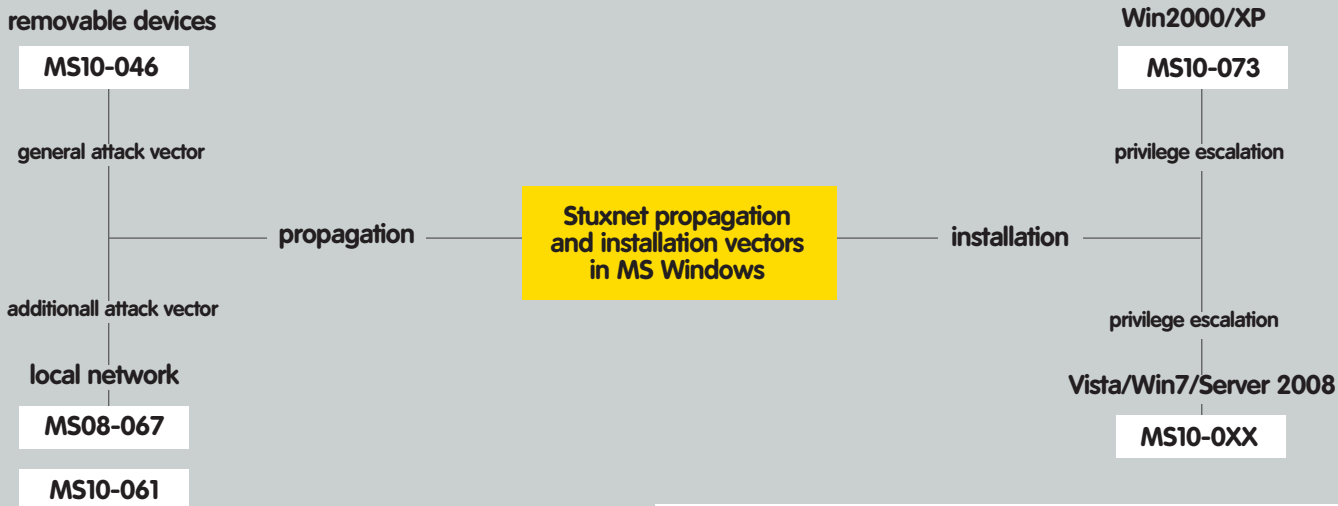 removable devices
MS10-046
general attack vector
propagation
additionall attack vector
local network
MS08-067
MS10-061
Stuxnet propagation
and installation vectors
in MS Windows
installation
Win2000/XP
MS10-073
privilege escalation
privilege escalation
Vista/Win7/Server 2008
MS10-0XX